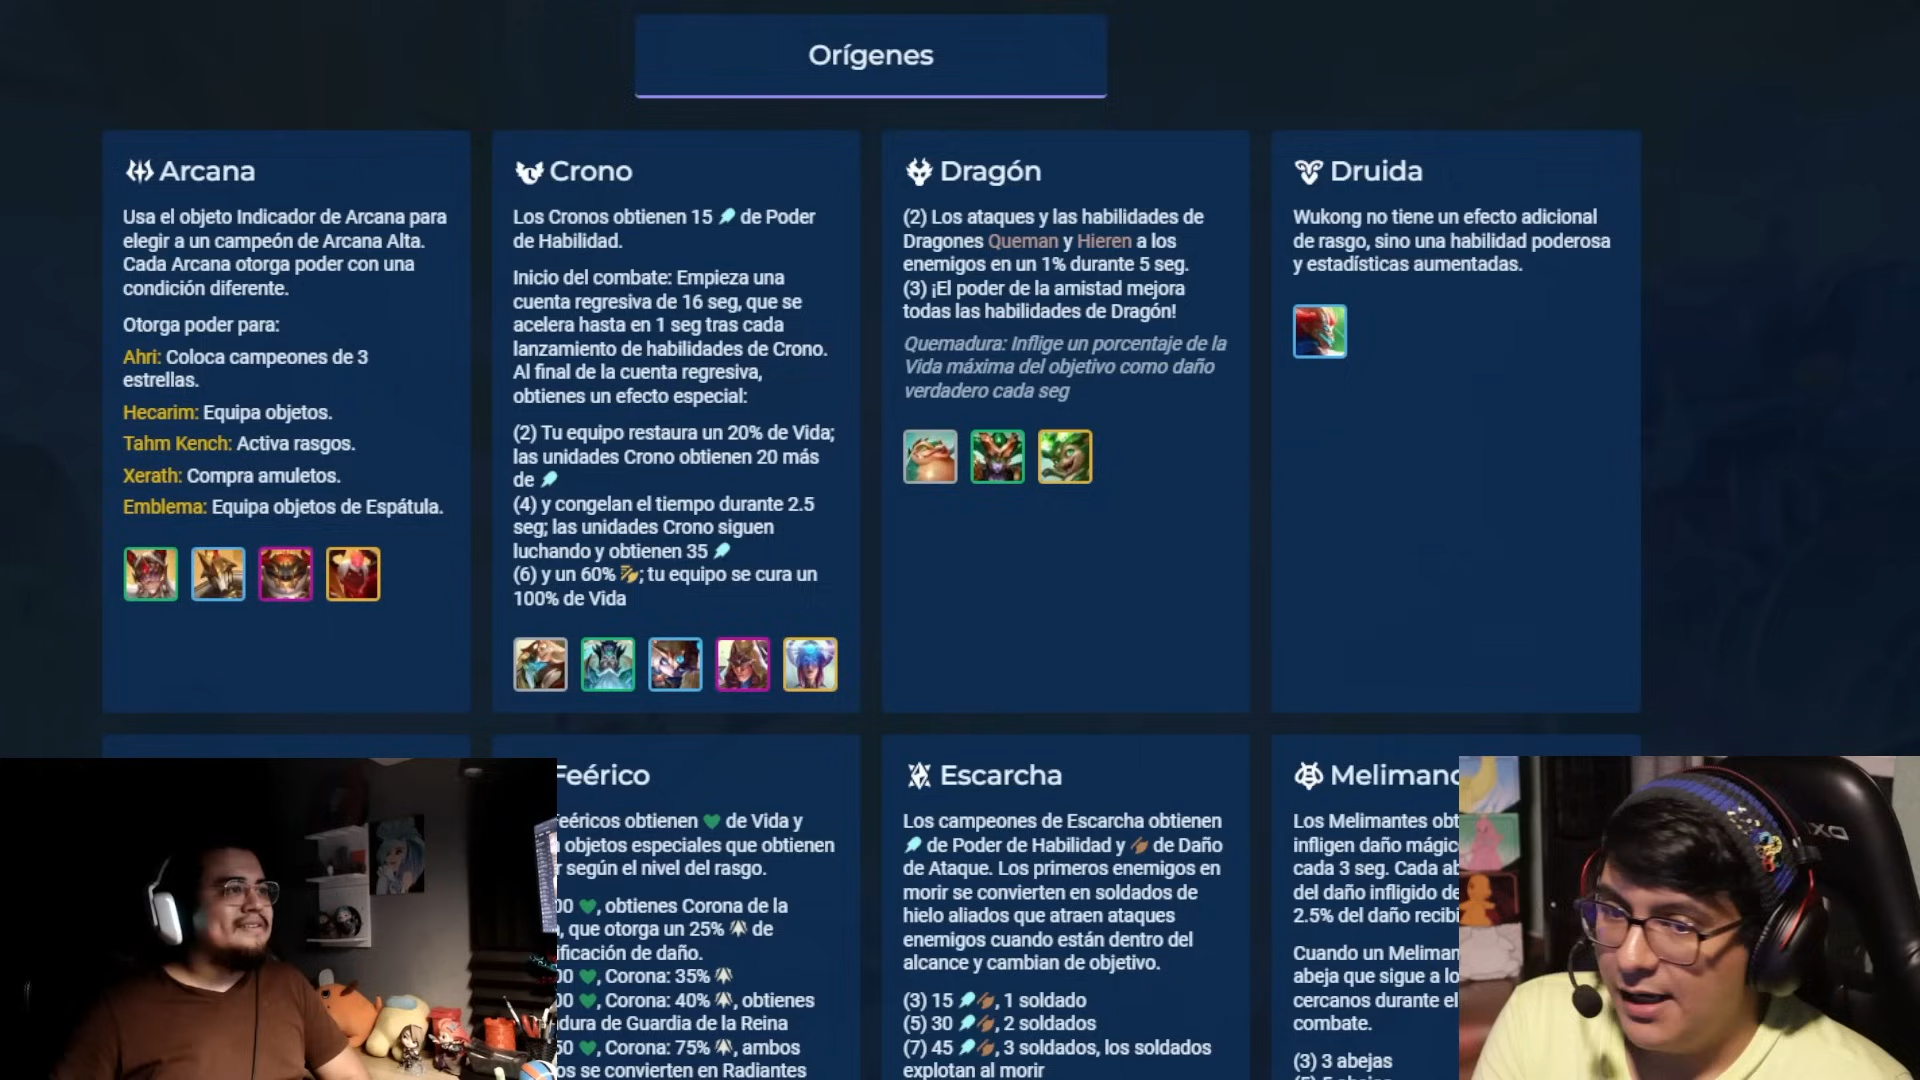 Orígenes
Arcana
Usa el objeto Indicador de Arcana para
elegir a un campeón de Arcana Alta.
Cada Arcana otorga poder con una
condición diferente.
Otorga poder para:
Ahri: Coloca campeones de 3
estrellas.
Hecarim: Equipa objetos.
Tahm Kench: Activa rasgos.
Xerath: Compra amuletos.
Emblema: Equipa objetos de Espátula.
Crono
Los Cronos obtienen 15 de Poder
de Habilidad.
Inicio del combate: Empieza una
cuenta regresiva de 16 seg, que se
acelera hasta en 1 seg tras cada
lanzamiento de habilidades de Crono.
Al final de la cuenta regresiva,
obtienes un efecto especial:
(2) Tu equipo restaura un 20% de Vida;
las unidades Crono obtienen 20 más
de
(4) y congelan el tiempo durante 2.5
seg; las unidades Crono siguen
luchando y obtienen 35
(6) y un 60% ; tu equipo se cura un
100% de Vida
Dragón
(2) Los ataques y las habilidades de
Dragones Queman y Hieren a los
enemigos en un 1% durante 5 seg.
(3) ¡El poder de la amistad mejora
todas las habilidades de Dragón!
Quemadura: Inflige un porcentaje de la
Vida máxima del objetivo como daño
verdadero cada seg
Druida
Wukong no tiene un efecto adicional
de rasgo, sino una habilidad poderosa
y estadísticas aumentadas.
Feérico
eéricos obtienen de Vida y
objetos especiales que obtienen
r según el nivel del rasgo.
00 , obtienes Corona de la
, que otorga un 25% de
ificación de daño.
00 , Corona: 35%
00 , Corona: 40% , obtienes
dura de Guardia de la Reina
50 , Corona: 75% , ambos
os se convierten en Radiantes
Escarcha
Los campeones de Escarcha obtienen
de Poder de Habilidad y de Daño
de Ataque. Los primeros enemigos en
morir se convierten en soldados de
hielo aliados que atraen ataques
enemigos cuando están dentro del
alcance y cambian de objetivo.
(3) 15 , 1 soldado
(5) 30 , 2 soldados
(7) 45 , 3 soldados, los soldados
explotan al morir
Melimanc
Los Melimantes obt
infligen daño mágic
cada 3 seg. Cada ab
del daño infligido de
2.5% del daño recibi
Cuando un Meliman
abeja que sigue a lo
cercanos durante el
combate.
(3) 3 abejas